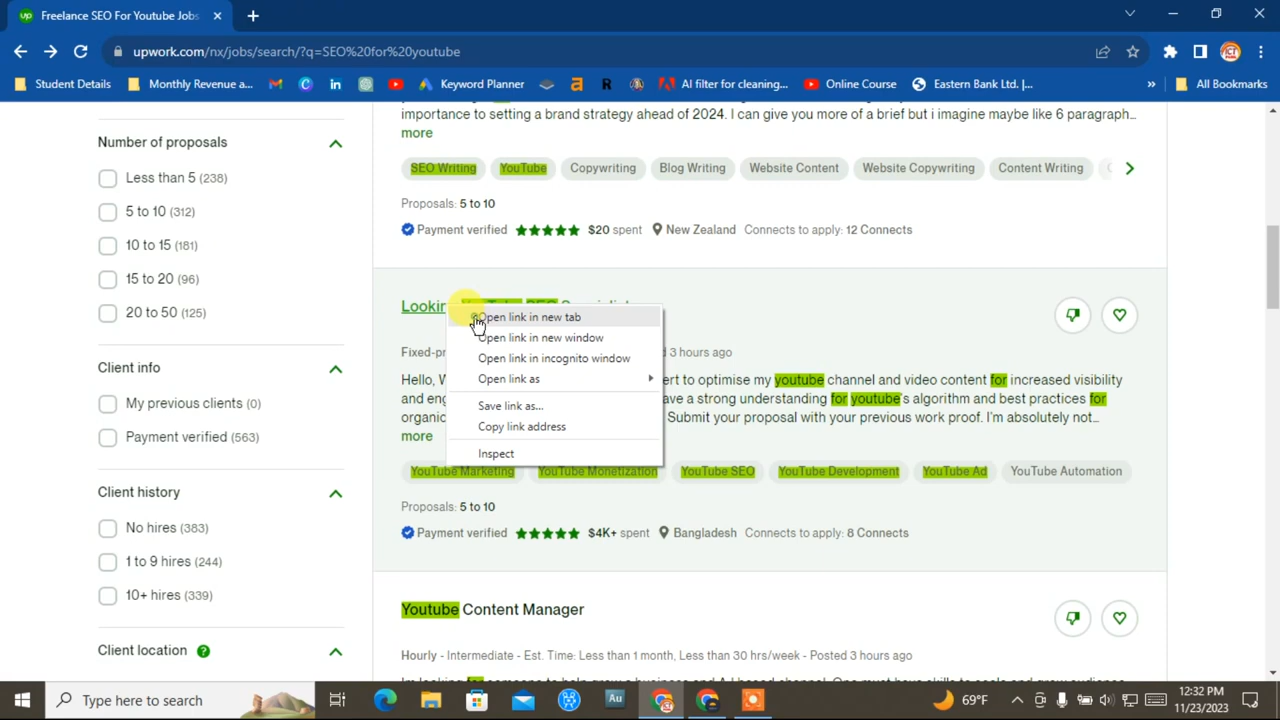 Freelance SEO For Youtube Jobs
upwork.com/nx/jobs/search/?q=SEO%20for%20youtube
Student Details
Monthly Revenue a...
Keyword Planner
AI filter for cleaning...
Online Course
Eastern Bank Ltd. |...
»
All Bookmarks
Number of proposals
Less than 5 (238)
5 to 10 (312)
10 to 15 (181)
15 to 20 (96)
20 to 50 (125)
Client info
My previous clients (0)
Payment verified (563)
Client history
No hires (383)
1 to 9 hires (244)
10+ hires (339)
Client location
importance to setting a brand strategy ahead of 2024. I can give you more of a brief but i imagine maybe like 6 paragraph...
more
SEO Writing YouTube Copywriting Blog Writing Website Content Website Copywriting Content Writing
Proposals: 5 to 10
Payment verified $20 spent New Zealand Connects to apply: 12 Connects
Open link in new tab
Open link in new window
Open link in incognito window
Open link as
Save link as...
Copy link address
Inspect
3 hours ago
Hello, ert to optimise my youtube channel and video content for increased visibility
and ave a strong understanding for youtube's algorithm and best practices for
Submit your proposal with your previous work proof. I'm absolutely not...
more
YouTube Marketing YouTube Monetization YouTube SEO YouTube Development YouTube Ad YouTube Automation
Proposals: 5 to 10
Payment verified $4K+ spent Bangladesh Connects to apply: 8 Connects
Youtube Content Manager
Hourly - Intermediate - Est. Time: Less than 1 month, Less than 30 hrs/week - Posted 3 hours ago
Type here to search
Au
69°F
12:32 PM
11/23/2023